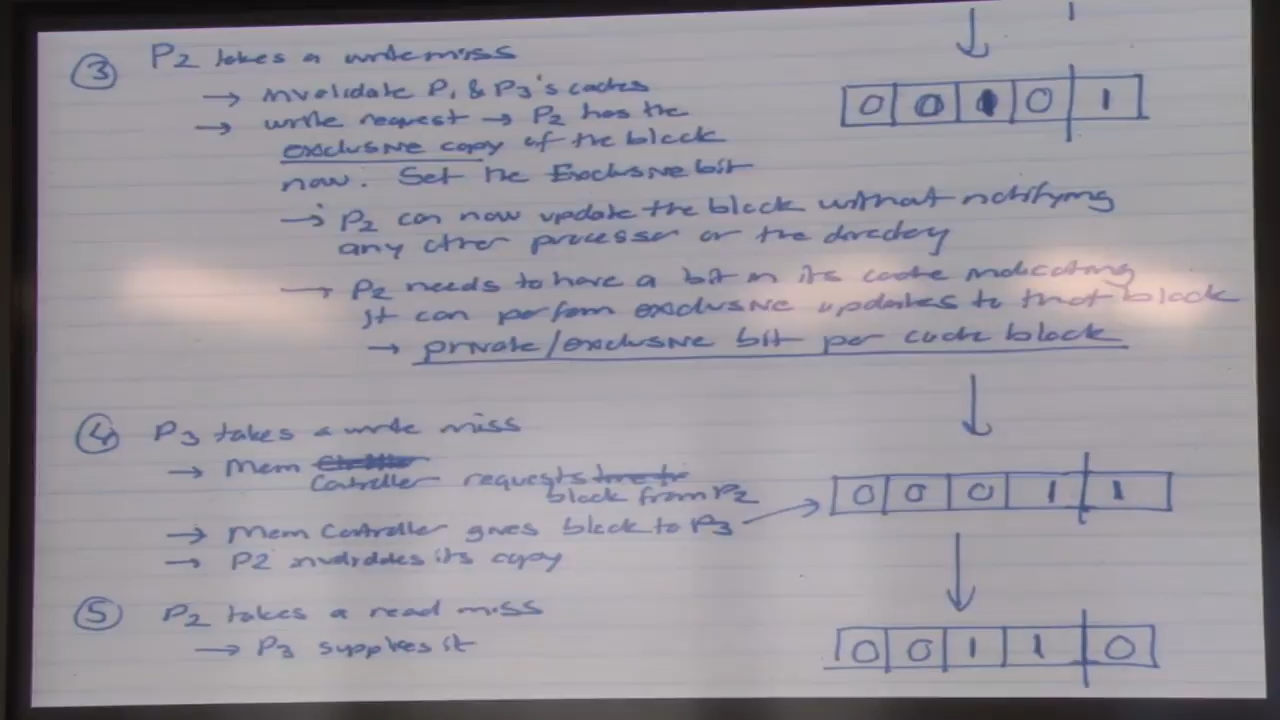 ③ P2 takes a write miss
→ invalidate P1 & P3's caches
→ write request → P2 has the
exclusive copy of the block
now. Set the Exclusive bit
→ P2 can now update the block without notifying
any other processor or the directory
→ P2 needs to have a bit in its cache indicating
it can perform exclusive updates to that block
→ private/exclusive bit per cache block
0 0 1 0 1
④ P3 takes a write miss
→ Mem Controller requests
block from P2
→ Mem Controller gives block to P3
→ P2 invalidates its copy
0 0 0 1 1
⑤ P2 takes a read miss
→ P3 supplies it
0 0 1 1 0